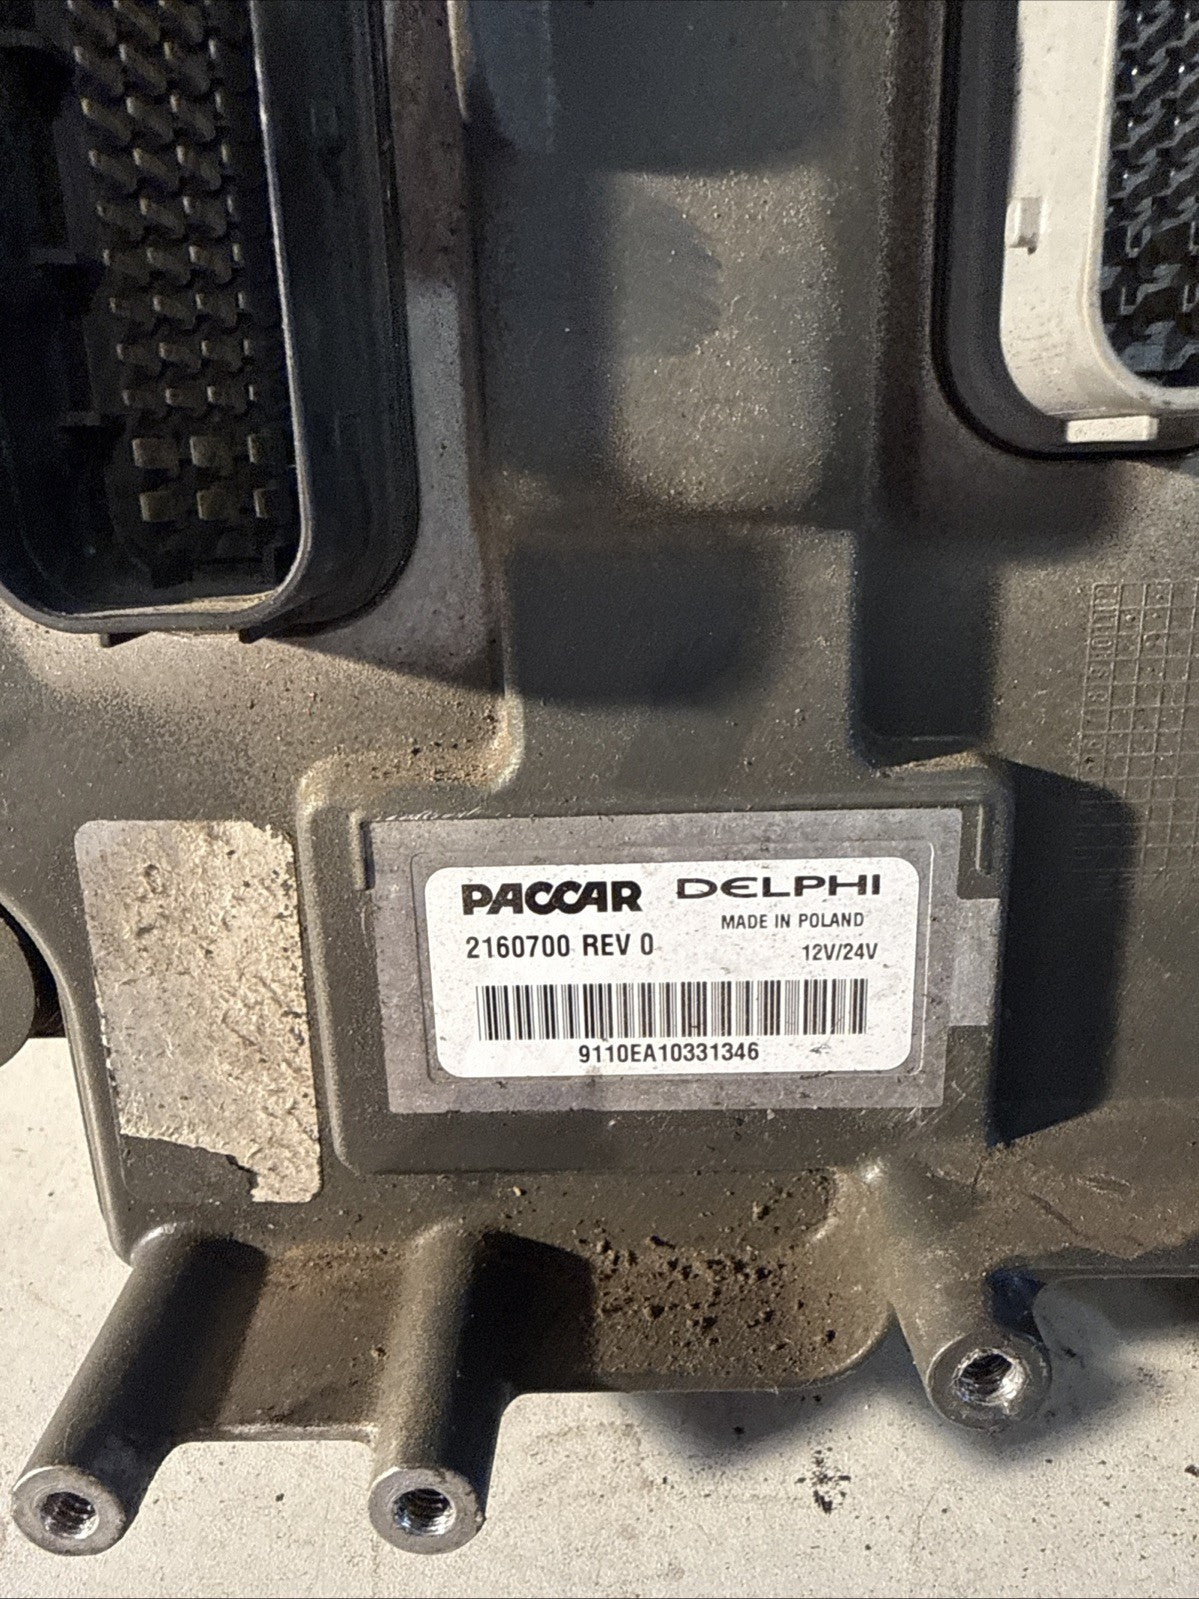 PACCAR DELPHI
MADE IN POLAND
2160700 REV 0
12V/24V
9110EA10331346